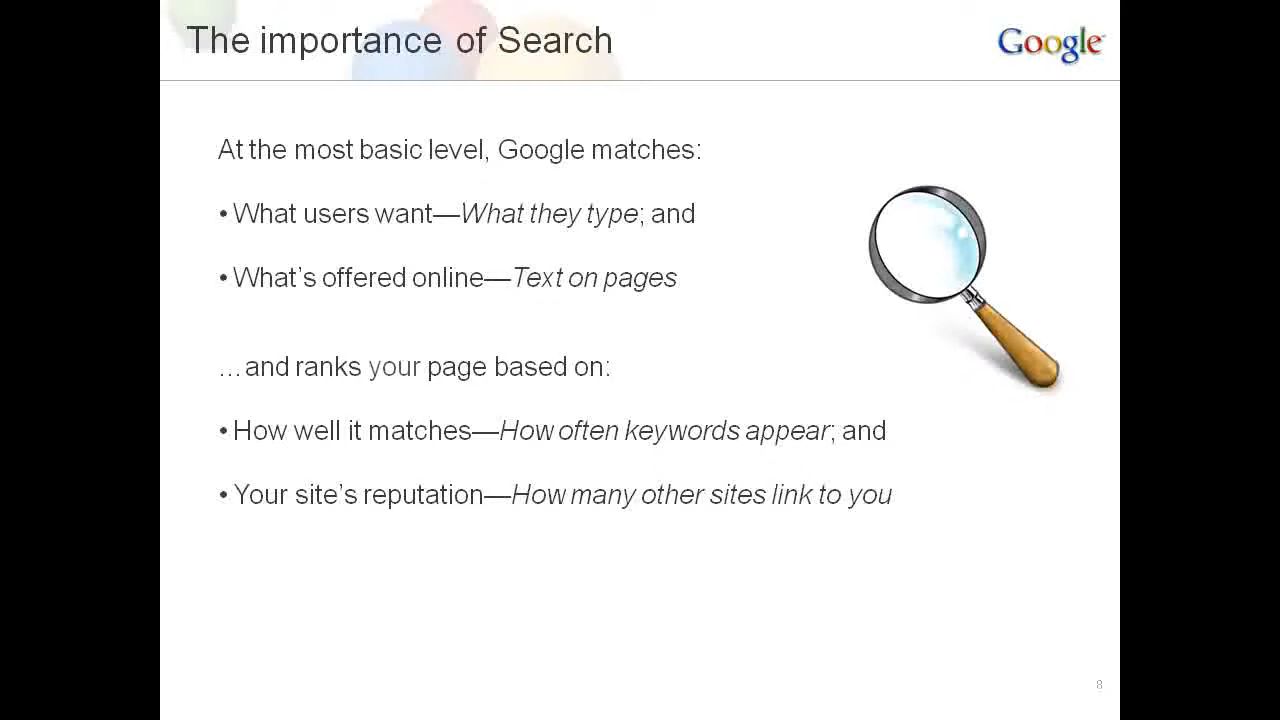 The importance of Search
Google
At the most basic level, Google matches:
• What users want—What they type; and
• What’s offered online—Text on pages
…and ranks your page based on:
• How well it matches—How often keywords appear; and
• Your site’s reputation—How many other sites link to you
8